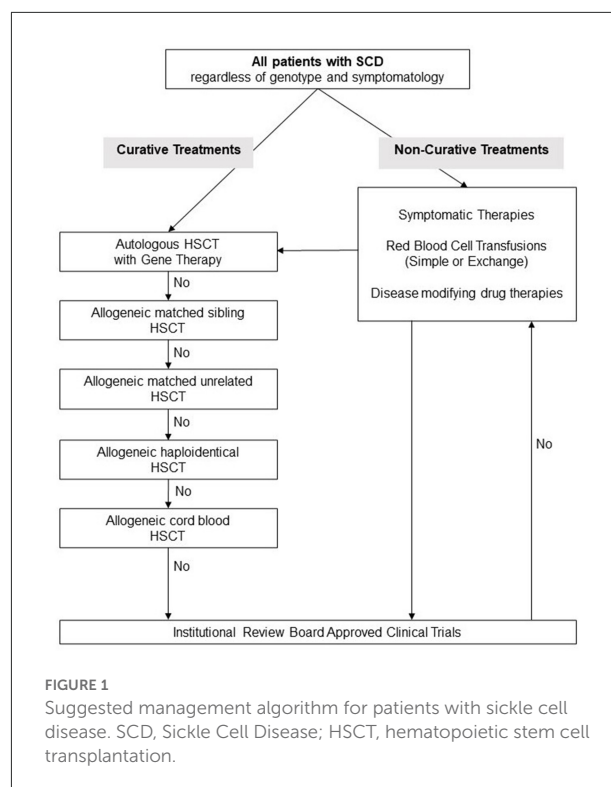 All patients with SCD
regardless of genotype and symptomatology
Curative Treatments
Non-Curative Treatments
Autologous HSCT
with Gene Therapy
No
Allogeneic matched sibling
HSCT
No
Allogeneic matched unrelated
HSCT
No
Allogeneic haploidentical
HSCT
No
Allogeneic cord blood
HSCT
No
Symptomatic Therapies
Red Blood Cell Transfusions
(Simple or Exchange)
Disease modifying drug therapies
No
Institutional Review Board Approved Clinical Trials
FIGURE 1
Suggested management algorithm for patients with sickle cell
disease. SCD, Sickle Cell Disease; HSCT, hematopoietic stem cell
transplantation.